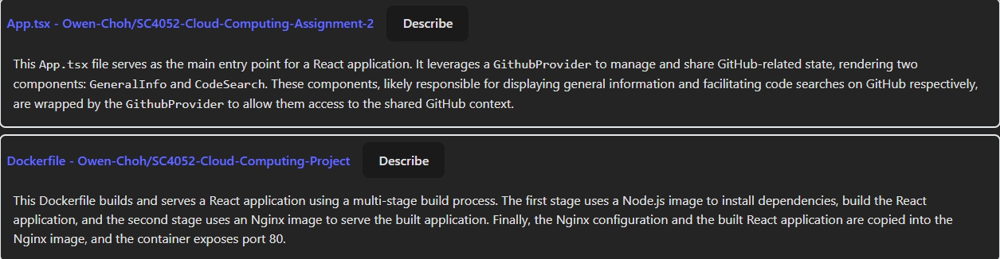 App.tsx - Owen-Choh/SC4052-Cloud-Computing-Assignment-2 Describe
This App.tsx file serves as the main entry point for a React application. It leverages a GithubProvider to manage and share GitHub-related state, rendering two
components: GeneralInfo and CodeSearch. These components, likely responsible for displaying general information and facilitating code searches on GitHub respectively,
are wrapped by the GithubProvider to allow them access to the shared GitHub context.
Dockerfile - Owen-Choh/SC4052-Cloud-Computing-Project Describe
This Dockerfile builds and serves a React application using a multi-stage build process. The first stage uses a Node.js image to install dependencies, build the React
application, and the second stage uses an Nginx image to serve the built application. Finally, the Nginx configuration and the built React application are copied into the
Nginx image, and the container exposes port 80.